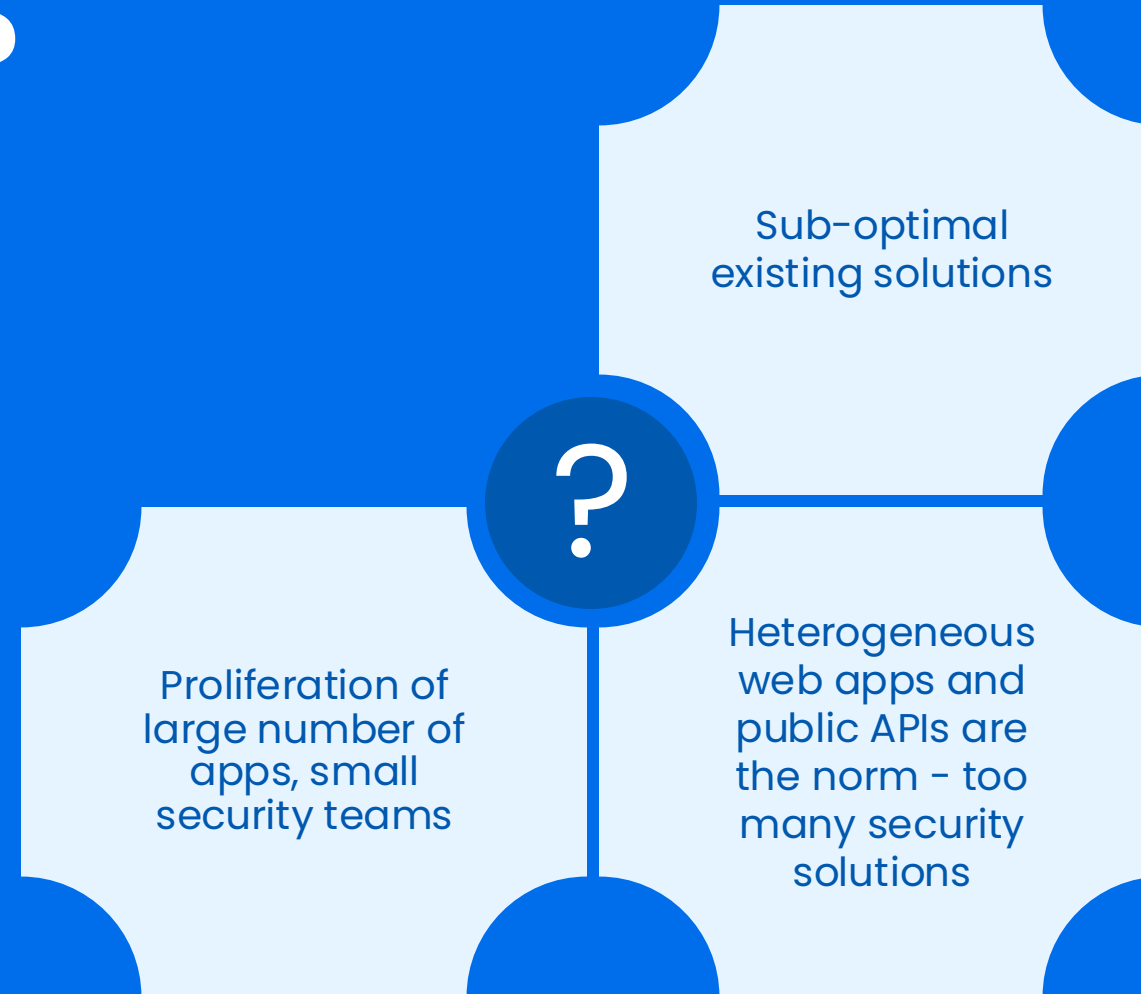 Sub-optimal
existing solutions
?
Proliferation of
large number of
apps, small
security teams
Heterogeneous
web apps and
public APIs are
the norm - too
many security
solutions